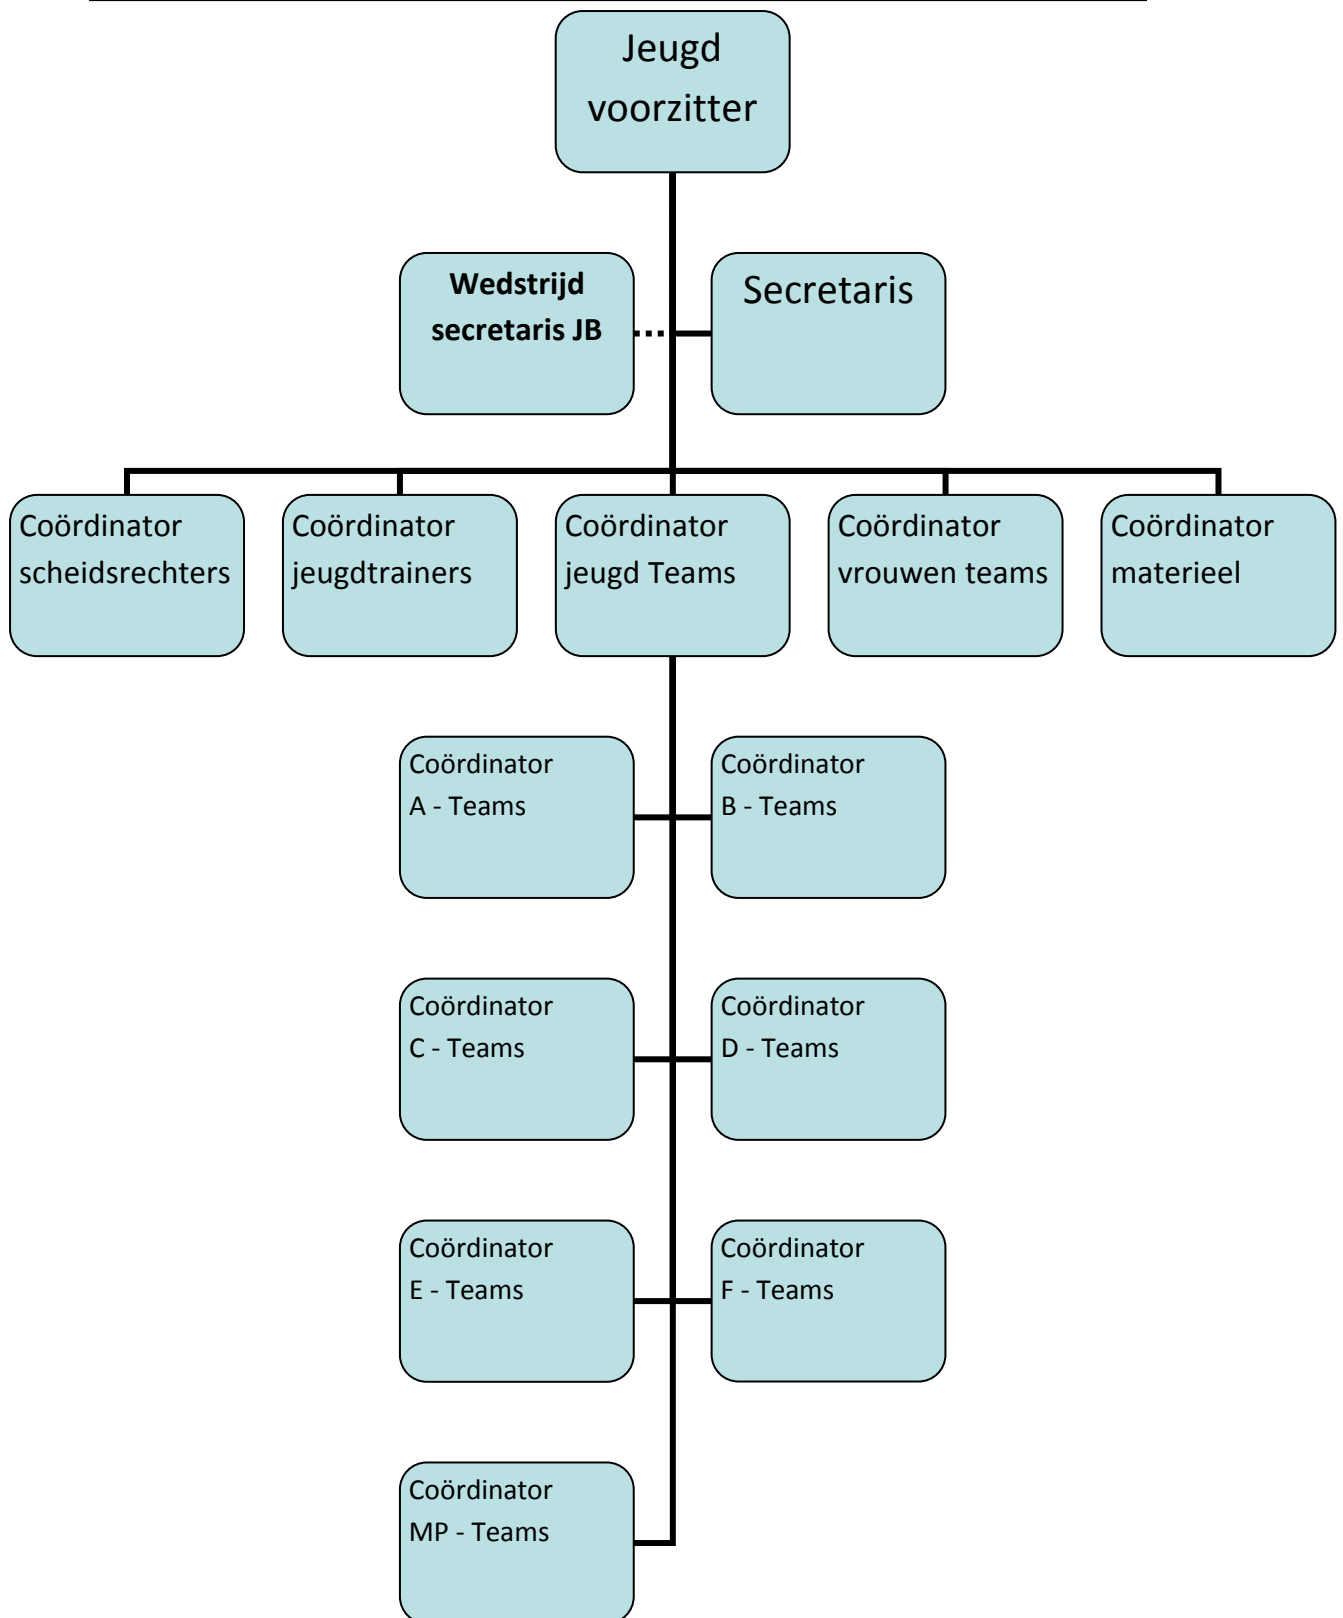 Jeugd
voorzitter
Wedstrijd
secretaris JB
Secretaris
Coördinator
scheidsrechters
Coördinator
jeugdtrainers
Coördinator
jeugd Teams
Coördinator
vrouwen teams
Coördinator
materieel
Coördinator
A - Teams
Coördinator
B - Teams
Coördinator
C - Teams
Coördinator
D - Teams
Coördinator
E - Teams
Coördinator
F - Teams
Coördinator
MP - Teams